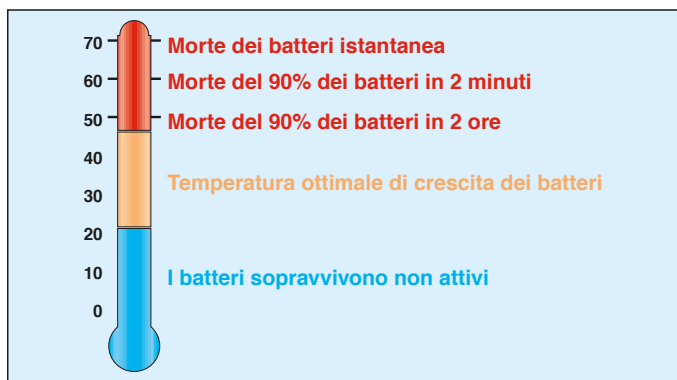 70 Morte dei batteri istantanea
60 Morte del 90% dei batteri in 2 minuti
50 Morte del 90% dei batteri in 2 ore
40
Temperatura ottimale di crescita dei batteri
30
20
10 I batteri sopravvivono non attivi
0